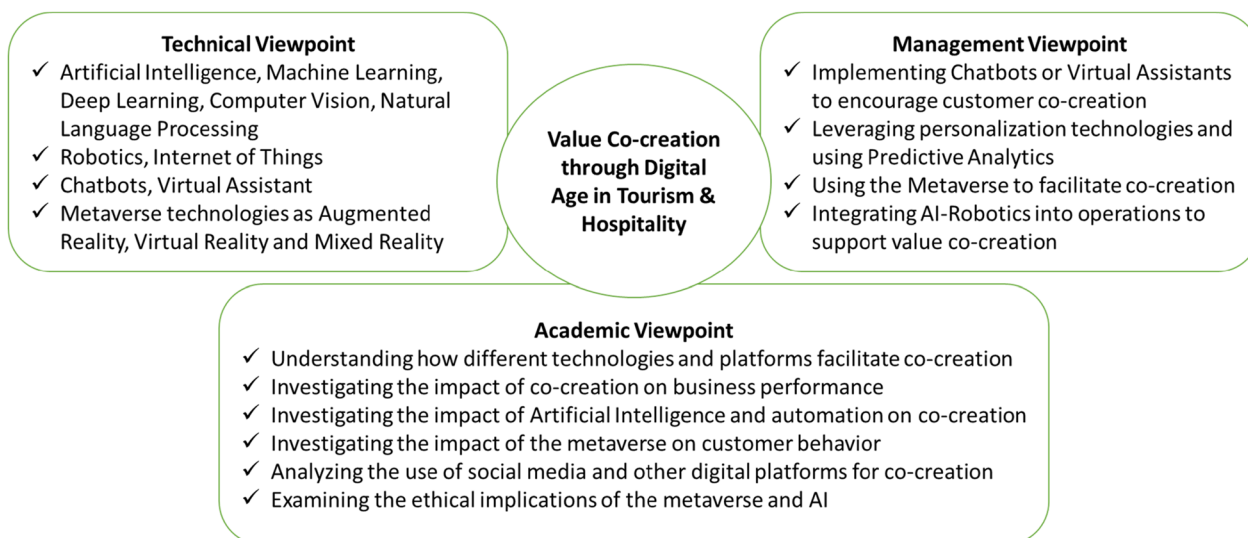 Technical Viewpoint
✓ Artificial Intelligence, Machine Learning,
Deep Learning, Computer Vision, Natural
Language Processing
✓ Robotics, Internet of Things
✓ Chatbots, Virtual Assistant
✓ Metaverse technologies as Augmented
Reality, Virtual Reality and Mixed Reality
Value Co-creation
through Digital
Age in Tourism &
Hospitality
Management Viewpoint
✓ Implementing Chatbots or Virtual Assistants
to encourage customer co-creation
✓ Leveraging personalization technologies and
using Predictive Analytics
✓ Using the Metaverse to facilitate co-creation
✓ Integrating AI-Robotics into operations to
support value co-creation
Academic Viewpoint
✓ Understanding how different technologies and platforms facilitate co-creation
✓ Investigating the impact of co-creation on business performance
✓ Investigating the impact of Artificial Intelligence and automation on co-creation
✓ Investigating the impact of the metaverse on customer behavior
✓ Analyzing the use of social media and other digital platforms for co-creation
✓ Examining the ethical implications of the metaverse and AI